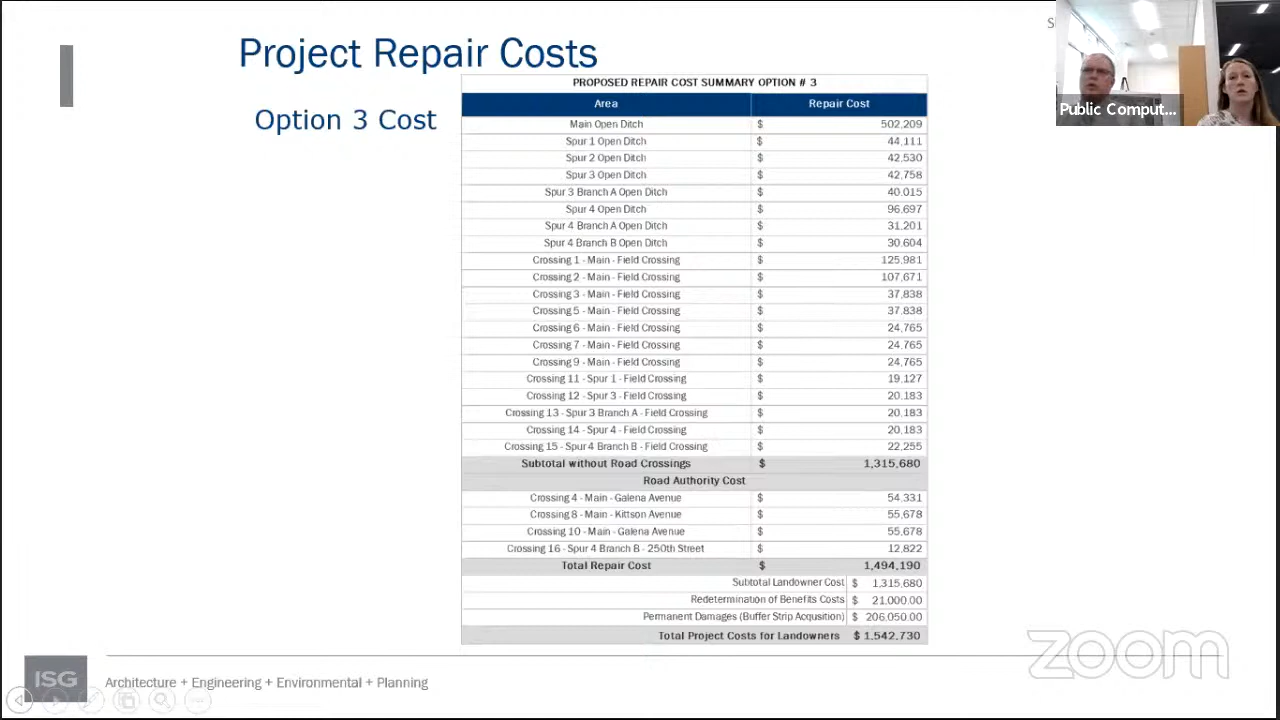 S
Project Repair Costs
Option 3 Cost
Public Comput...
PROPOSED REPAIR COST SUMMARY OPTION # 3
Area Repair Cost
Main Open Ditch $ 502,209
Spur 1 Open Ditch $ 44,111
Spur 2 Open Ditch $ 42,530
Spur 3 Open Ditch $ 42,758
Spur 3 Branch A Open Ditch $ 40,015
Spur 4 Open Ditch $ 96,697
Spur 4 Branch A Open Ditch $ 31,201
Spur 4 Branch B Open Ditch $ 30,604
Crossing 1 - Main - Field Crossing $ 125,981
Crossing 2 - Main - Field Crossing $ 107,671
Crossing 3 - Main - Field Crossing $ 37,838
Crossing 5 - Main - Field Crossing $ 37,838
Crossing 6 - Main - Field Crossing $ 24,765
Crossing 7 - Main - Field Crossing $ 24,765
Crossing 9 - Main - Field Crossing $ 24,765
Crossing 11 - Spur 1 - Field Crossing $ 19,127
Crossing 12 - Spur 3 - Field Crossing $ 20,183
Crossing 13 - Spur 3 Branch A - Field Crossing $ 20,183
Crossing 14 - Spur 4 - Field Crossing $ 20,183
Crossing 15 - Spur 4 Branch B - Field Crossing $ 22,255
Subtotal without Road Crossings $ 1,315,680
Road Authority Cost
Crossing 4 - Main - Galena Avenue $ 54,331
Crossing 8 - Main - Kittson Avenue $ 55,678
Crossing 10 - Main - Galena Avenue $ 55,678
Crossing 16 - Spur 4 Branch B - 250th Street $ 12,822
Total Repair Cost $ 1,494,190
Subtotal Landowner Cost $ 1,315,680
Redetermination of Benefits Costs $ 21,000.00
Permanent Damages (Buffer Strip Acqusition) $ 206,050.00
Total Project Costs for Landowners $ 1,542,730
zoom
ISG
Architecture + Engineering + Environmental + Planning